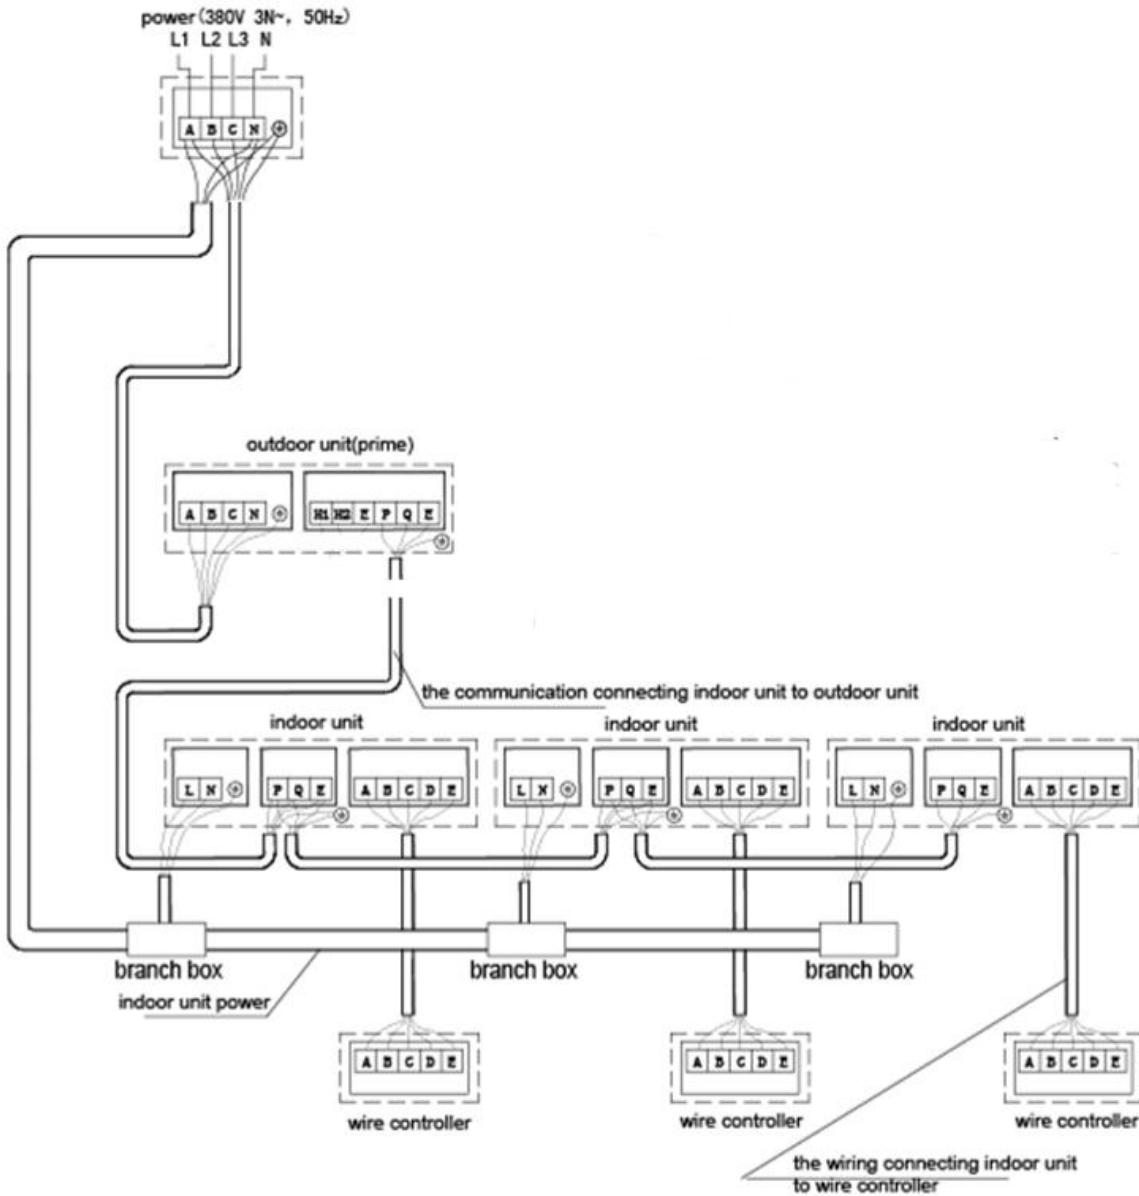 power(380V 3N~, 50Hz)
L1 L2 L3 N
A B C N
outdoor unit(prime)
A B C N
H1 H2 E P Q E
the communication connecting indoor unit to outdoor unit
indoor unit indoor unit indoor unit
L N P Q E A B C D E L N P Q E A B C D E L N P Q E A B C D E
branch box branch box branch box
indoor unit power
A B C D E A B C D E A B C D E
wire controller wire controller wire controller
the wiring connecting indoor unit
to wire controller